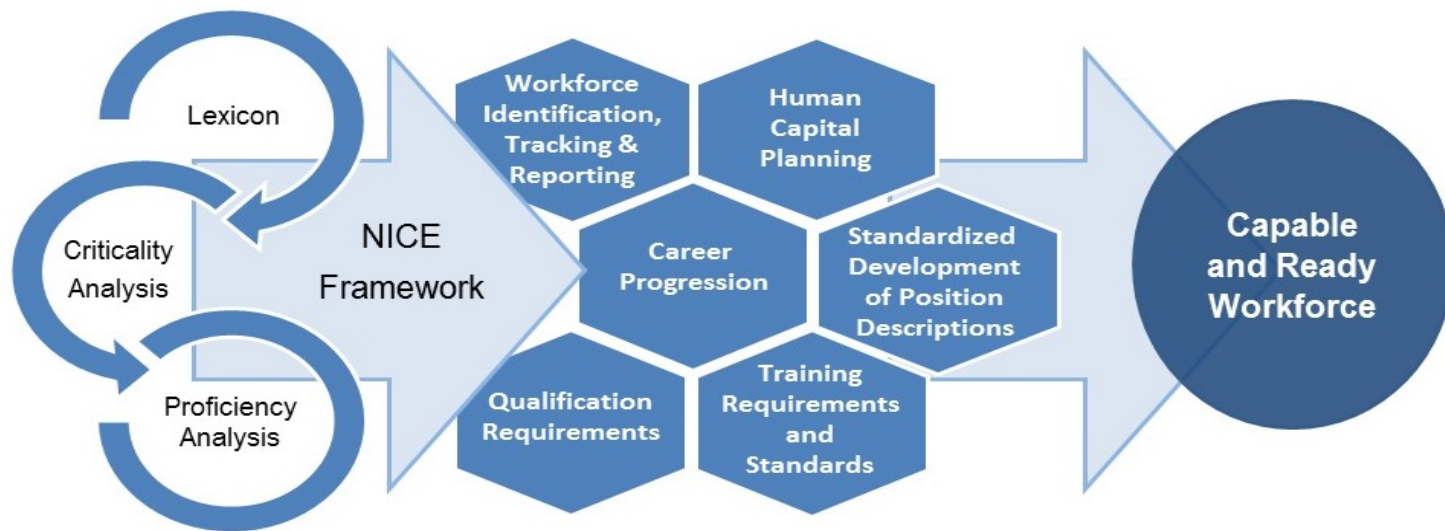 Lexicon
Criticality
Analysis
Proficiency
Analysis
NICE
Framework
Workforce
Identification,
Tracking &
Reporting
Human
Capital
Planning
Career
Progression
Standardized
Development
of Position
Descriptions
Qualification
Requirements
Training
Requirements
and
Standards
Capable
and Ready
Workforce